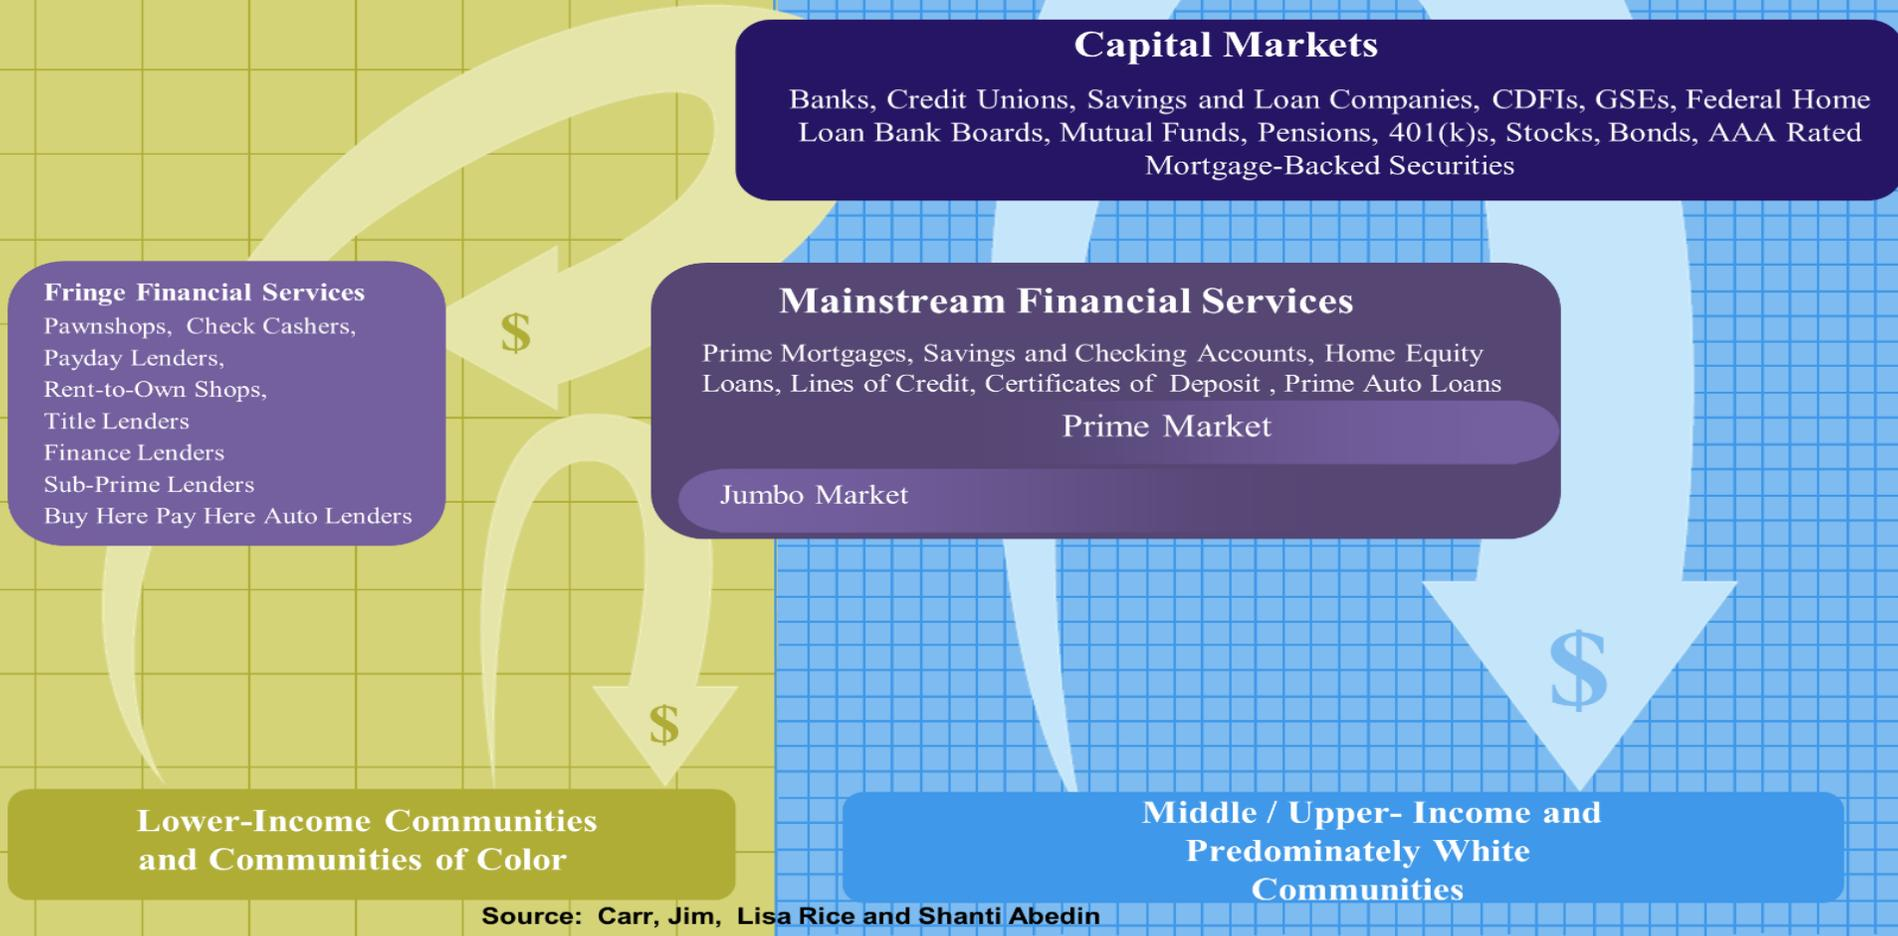 Capital Markets
Banks, Credit Unions, Savings and Loan Companies, CDFIs, GSEs, Federal Home
Loan Bank Boards, Mutual Funds, Pensions, 401(k)s, Stocks, Bonds, AAA Rated
Mortgage-Backed Securities
Fringe Financial Services
Pawnshops, Check Cashers,
Payday Lenders,
Rent-to-Own Shops,
Title Lenders
Finance Lenders
Sub-Prime Lenders
Buy Here Pay Here Auto Lenders
$
Mainstream Financial Services
Prime Mortgages, Savings and Checking Accounts, Home Equity
Loans, Lines of Credit, Certificates of Deposit , Prime Auto Loans
Prime Market
Jumbo Market
$
$
Lower-Income Communities
and Communities of Color
Middle / Upper- Income and
Predominately White
Communities
Source: Carr, Jim, Lisa Rice and Shanti Abedin